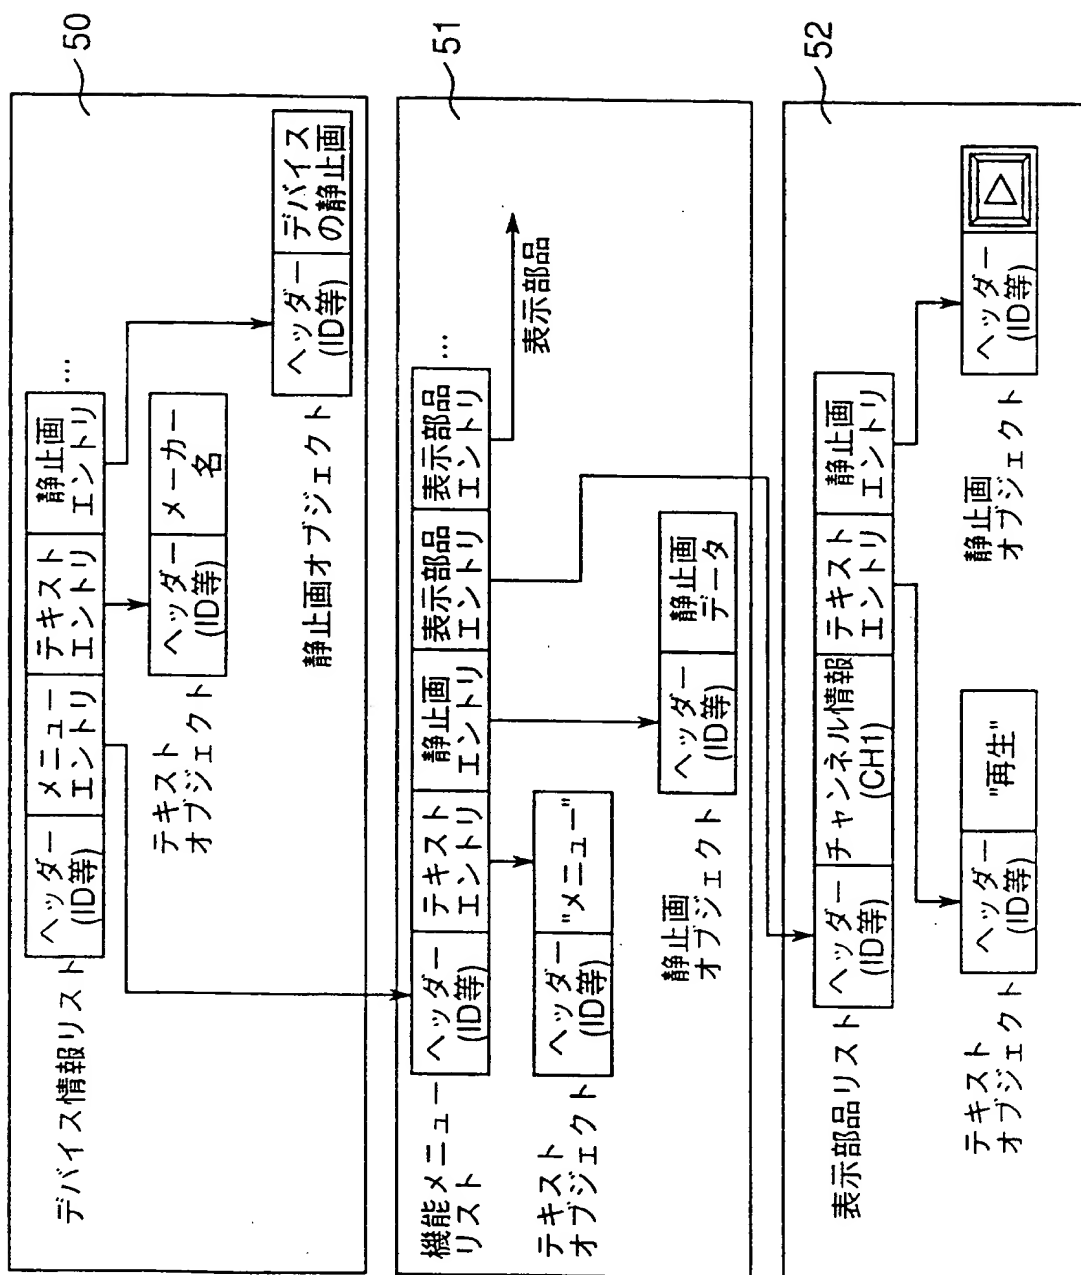 50
デバイス情報リスト
ヘッダー
(ID等)
メニュー
エントリ
テキスト
エントリ
静止画
エントリ
…
テキスト
オブジェクト
ヘッダー
(ID等)
メーカー
名
静止画オブジェクト
ヘッダー
(ID等)
デバイス
の静止画
51
機能メニュー
リスト
ヘッダー
(ID等)
テキスト
エントリ
静止画
エントリ
表示部品
エントリ
表示部品
エントリ
…
表示部品
テキスト
オブジェクト
ヘッダー
(ID等)
"メニュー"
静止画
オブジェクト
ヘッダー
(ID等)
静止画
データ
52
表示部品リスト
ヘッダー
(ID等)
チャンネル情報
(CH1)
テキスト
エントリ
静止画
エントリ
テキスト
オブジェクト
ヘッダー
(ID等)
"再生"
静止画
オブジェクト
ヘッダー
(ID等)